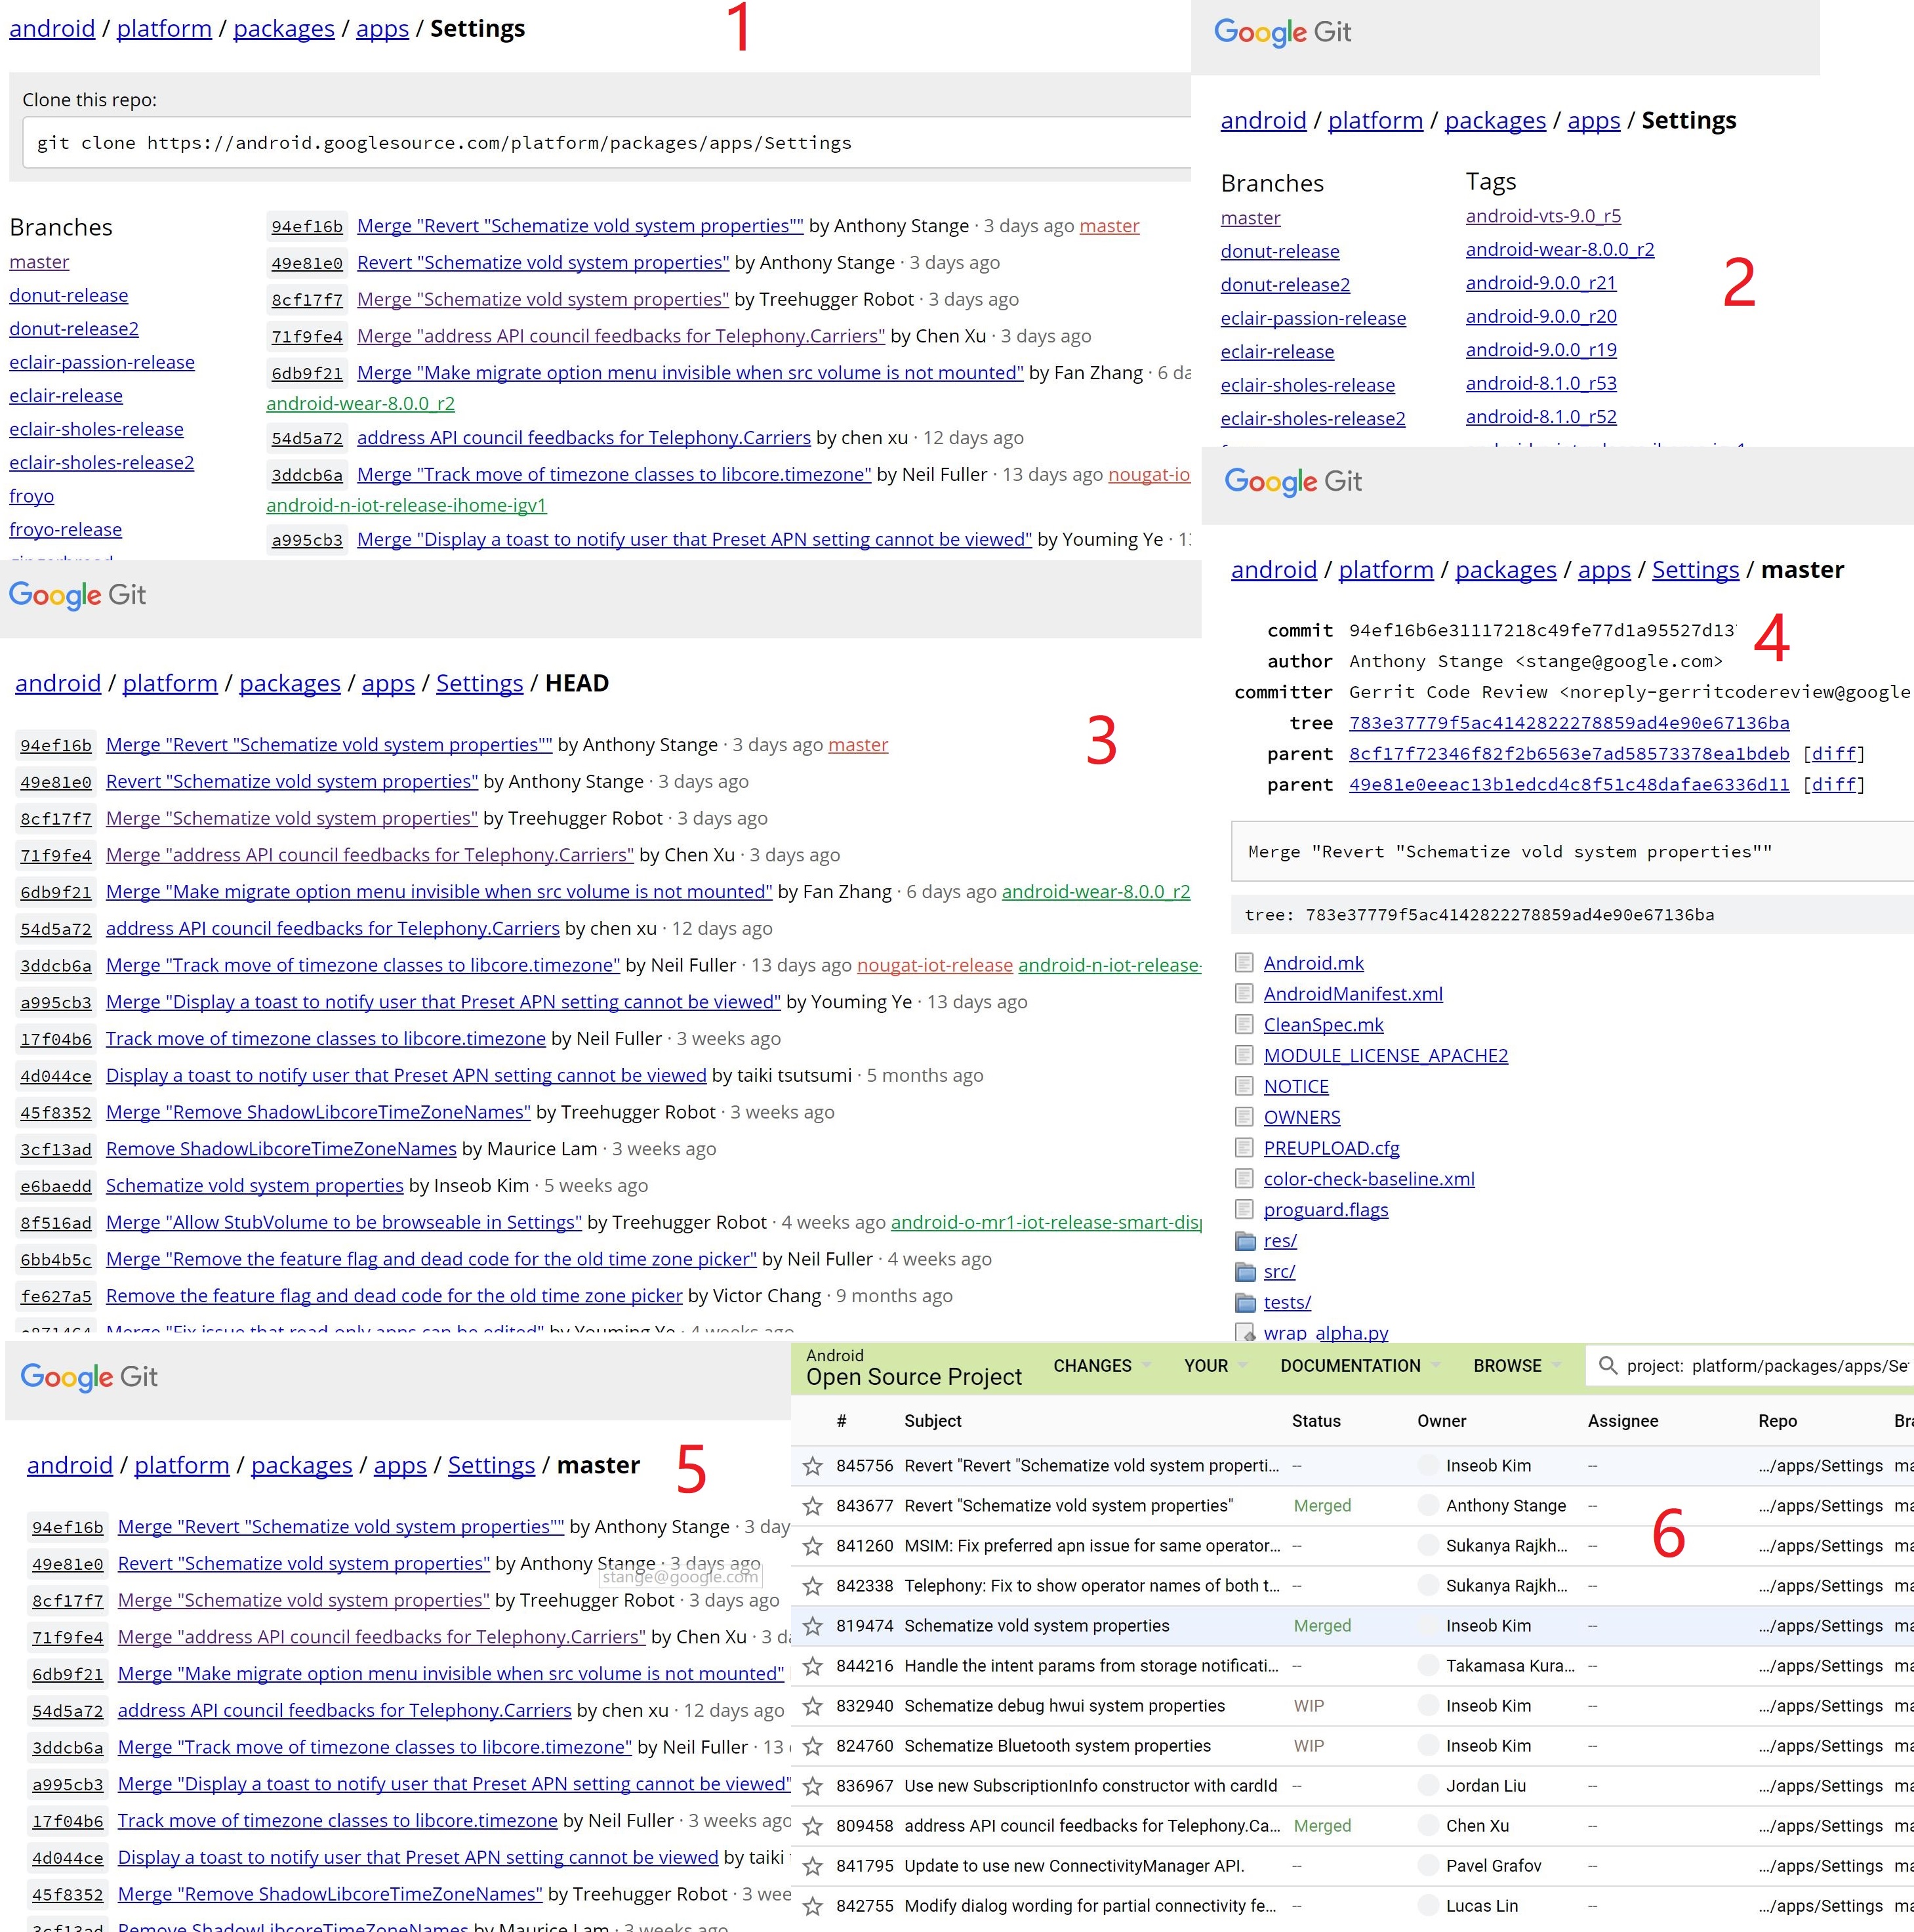 android / platform / packages / apps / Settings
1
Clone this repo:
git clone https://android.googlesource.com/platform/packages/apps/Settings
Branches
master
donut-release
donut-release2
eclair-passion-release
eclair-release
eclair-sholes-release
eclair-sholes-release2
froyo
froyo-release
94ef16b Merge "Revert "Schematize vold system properties"" by Anthony Stange · 3 days ago master
49e81e0 Revert "Schematize vold system properties" by Anthony Stange · 3 days ago
8cf17f7 Merge "Schematize vold system properties" by Treehugger Robot · 3 days ago
71f9fe4 Merge "address API council feedbacks for Telephony.Carriers" by Chen Xu · 3 days ago
6db9f21 Merge "Make migrate option menu invisible when src volume is not mounted" by Fan Zhang · 6 da
android-wear-8.0.0_r2
54d5a72 address API council feedbacks for Telephony.Carriers by chen xu · 12 days ago
3ddcb6a Merge "Track move of timezone classes to libcore.timezone" by Neil Fuller · 13 days ago nougat-io
android-n-iot-release-ihome-igv1
a995cb3 Merge "Display a toast to notify user that Preset APN setting cannot be viewed" by Youming Ye ·
Google Git
android / platform / packages / apps / Settings
Branches
master
donut-release
donut-release2
eclair-passion-release
eclair-release
eclair-sholes-release
eclair-sholes-release2
Tags
android-vts-9.0_r5
android-wear-8.0.0_r2
android-9.0.0_r21
android-9.0.0_r20
android-9.0.0_r19
android-8.1.0_r53
android-8.1.0_r52
2
Google Git
android / platform / packages / apps / Settings / HEAD
3
94ef16b Merge "Revert "Schematize vold system properties"" by Anthony Stange · 3 days ago master
49e81e0 Revert "Schematize vold system properties" by Anthony Stange · 3 days ago
8cf17f7 Merge "Schematize vold system properties" by Treehugger Robot · 3 days ago
71f9fe4 Merge "address API council feedbacks for Telephony.Carriers" by Chen Xu · 3 days ago
6db9f21 Merge "Make migrate option menu invisible when src volume is not mounted" by Fan Zhang · 6 days ago android-wear-8.0.0_r2
54d5a72 address API council feedbacks for Telephony.Carriers by chen xu · 12 days ago
3ddcb6a Merge "Track move of timezone classes to libcore.timezone" by Neil Fuller · 13 days ago nougat-iot-release android-n-iot-release-
a995cb3 Merge "Display a toast to notify user that Preset APN setting cannot be viewed" by Youming Ye · 13 days ago
17f04b6 Track move of timezone classes to libcore.timezone by Neil Fuller · 3 weeks ago
4d044ce Display a toast to notify user that Preset APN setting cannot be viewed by taiki tsutsumi · 5 months ago
45f8352 Merge "Remove ShadowLibcoreTimeZoneNames" by Treehugger Robot · 3 weeks ago
3cf13ad Remove ShadowLibcoreTimeZoneNames by Maurice Lam · 3 weeks ago
e6baedd Schematize vold system properties by Inseob Kim · 5 weeks ago
8f516ad Merge "Allow StubVolume to be browseable in Settings" by Treehugger Robot · 4 weeks ago android-o-mr1-iot-release-smart-disp
6bb4b5c Merge "Remove the feature flag and dead code for the old time zone picker" by Neil Fuller · 4 weeks ago
fe627a5 Remove the feature flag and dead code for the old time zone picker by Victor Chang · 9 months ago
Merge "Fix issue that read-only apps can be edited" by Youming Ye · 4 weeks ago
Google Git
android / platform / packages / apps / Settings / master
4
commit 94ef16b6e31117218c49fe77d1a95527d13
author Anthony Stange <stange@google.com>
committer Gerrit Code Review <noreply-gerritcodereview@google
tree 783e37779f5ac4142822278859ad4e90e67136ba
parent 8cf17f72346f82f2b6563e7ad58573378ea1bdeb [diff]
parent 49e81e0eeac13b1edcd4c8f51c48dafae6336d11 [diff]
Merge "Revert "Schematize vold system properties""
tree: 783e37779f5ac4142822278859ad4e90e67136ba
Android.mk
AndroidManifest.xml
CleanSpec.mk
MODULE_LICENSE_APACHE2
NOTICE
OWNERS
PREUPLOAD.cfg
color-check-baseline.xml
proguard.flags
res/
src/
tests/
wrap_alpha.py
Google Git
android / platform / packages / apps / Settings / master
5
94ef16b Merge "Revert "Schematize vold system properties"" by Anthony Stange · 3 day
49e81e0 Revert "Schematize vold system properties" by Anthony Stange · 3 days ago
stange@google.com
8cf17f7 Merge "Schematize vold system properties" by Treehugger Robot · 3 days ago
71f9fe4 Merge "address API council feedbacks for Telephony.Carriers" by Chen Xu · 3 da
6db9f21 Merge "Make migrate option menu invisible when src volume is not mounted"
54d5a72 address API council feedbacks for Telephony.Carriers by chen xu · 12 days ago
3ddcb6a Merge "Track move of timezone classes to libcore.timezone" by Neil Fuller · 13
a995cb3 Merge "Display a toast to notify user that Preset APN setting cannot be viewed"
17f04b6 Track move of timezone classes to libcore.timezone by Neil Fuller · 3 weeks ago
4d044ce Display a toast to notify user that Preset APN setting cannot be viewed by taiki
45f8352 Merge "Remove ShadowLibcoreTimeZoneNames" by Treehugger Robot · 3 wee
3cf13ad Remove ShadowLibcoreTimeZoneNames by Maurice Lam · 3 weeks ago
Android
Open Source Project CHANGES YOUR DOCUMENTATION BROWSE project: platform/packages/apps/Se
# Subject Status Owner Assignee Repo Bra
845756 Revert "Revert "Schematize vold system properti... -- Inseob Kim -- .../apps/Settings ma
843677 Revert "Schematize vold system properties" Merged Anthony Stange -- .../apps/Settings ma
841260 MSIM: Fix preferred apn issue for same operator... -- Sukanya Rajkh... -- .../apps/Settings ma
6
842338 Telephony: Fix to show operator names of both t... -- Sukanya Rajkh... -- .../apps/Settings ma
819474 Schematize vold system properties Merged Inseob Kim -- .../apps/Settings ma
844216 Handle the intent params from storage notificati... -- Takamasa Kura... -- .../apps/Settings ma
832940 Schematize debug hwui system properties WIP Inseob Kim -- .../apps/Settings ma
824760 Schematize Bluetooth system properties WIP Inseob Kim -- .../apps/Settings ma
836967 Use new SubscriptionInfo constructor with cardId -- Jordan Liu -- .../apps/Settings ma
809458 address API council feedbacks for Telephony.Ca... Merged Chen Xu -- .../apps/Settings ma
841795 Update to use new ConnectivityManager API. -- Pavel Grafov -- .../apps/Settings ma
842755 Modify dialog wording for partial connectivity fe... -- Lucas Lin -- .../apps/Settings ma